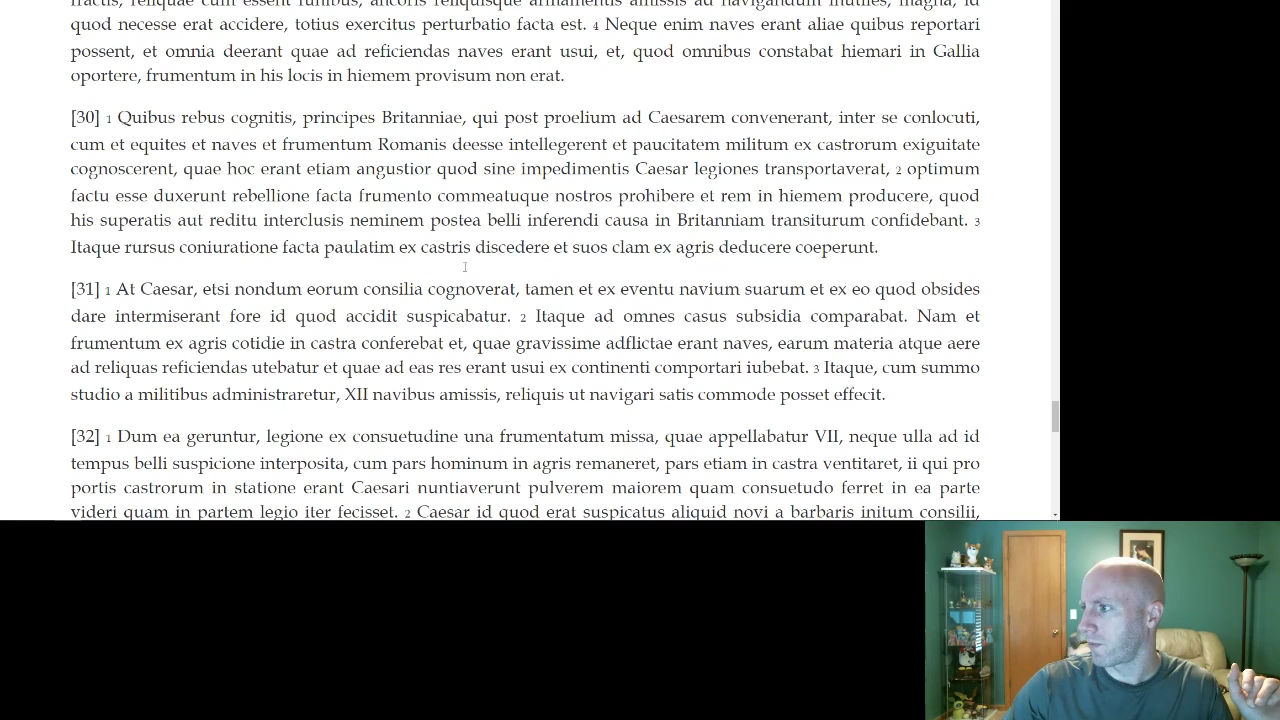 fractis, reliquae cum essent funibus, ancoris reliquisque armamentis amissis ad navigandum inutiles, magna, id
quod necesse erat accidere, totius exercitus perturbatio facta est. 4 Neque enim naves erant aliae quibus reportari
possent, et omnia deerant quae ad reficiendas naves erant usui, et, quod omnibus constabat hiemari in Gallia
oportere, frumentum in his locis in hiemem provisum non erat.
[30] 1 Quibus rebus cognitis, principes Britanniae, qui post proelium ad Caesarem convenerant, inter se conlocuti,
cum et equites et naves et frumentum Romanis deesse intellegerent et paucitatem militum ex castrorum exiguitate
cognoscerent, quae hoc erant etiam angustior quod sine impedimentis Caesar legiones transportaverat, 2 optimum
factu esse duxerunt rebellione facta frumento commeatuque nostros prohibere et rem in hiemem producere, quod
his superatis aut reditu interclusis neminem postea belli inferendi causa in Britanniam transiturum confidebant. 3
Itaque rursus coniuratione facta paulatim ex castris discedere et suos clam ex agris deducere coeperunt.
[31] 1 At Caesar, etsi nondum eorum consilia cognoverat, tamen et ex eventu navium suarum et ex eo quod obsides
dare intermiserant fore id quod accidit suspicabatur. 2 Itaque ad omnes casus subsidia comparabat. Nam et
frumentum ex agris cotidie in castra conferebat et, quae gravissime adflictae erant naves, earum materia atque aere
ad reliquas reficiendas utebatur et quae ad eas res erant usui ex continenti comportari iubebat. 3 Itaque, cum summo
studio a militibus administraretur, XII navibus amissis, reliquis ut navigari satis commode posset effecit.
[32] 1 Dum ea geruntur, legione ex consuetudine una frumentatum missa, quae appellabatur VII, neque ulla ad id
tempus belli suspicione interposita, cum pars hominum in agris remaneret, pars etiam in castra ventitaret, ii qui pro
portis castrorum in statione erant Caesari nuntiaverunt pulverem maiorem quam consuetudo ferret in ea parte
videri quam in partem legio iter fecisset. 2 Caesar id quod erat suspicatus aliquid novi a barbaris initum consilii,